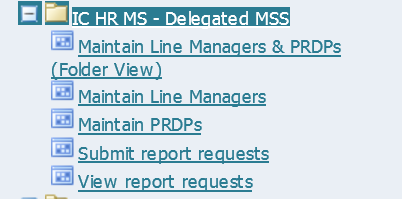 IC HR MS - Delegated MSS
Maintain Line Managers & PRDPs
(Folder View)
Maintain Line Managers
Maintain PRDPs
Submit report requests
View report requests